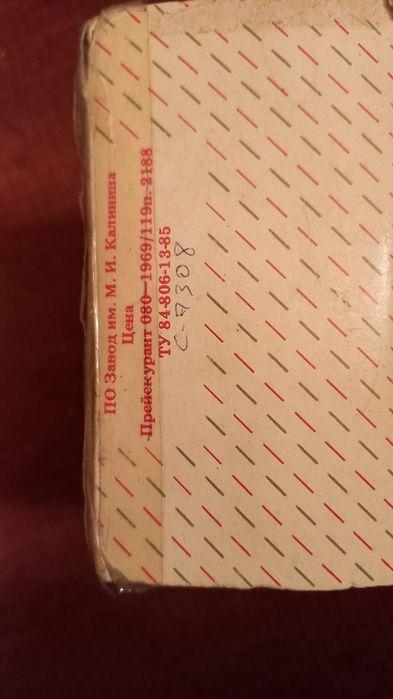 ПО Завод им. М. И. Калинина
Цена
Прейскурант 080—1969/119п. 2188
ТУ 84-806-13-85
С-7308